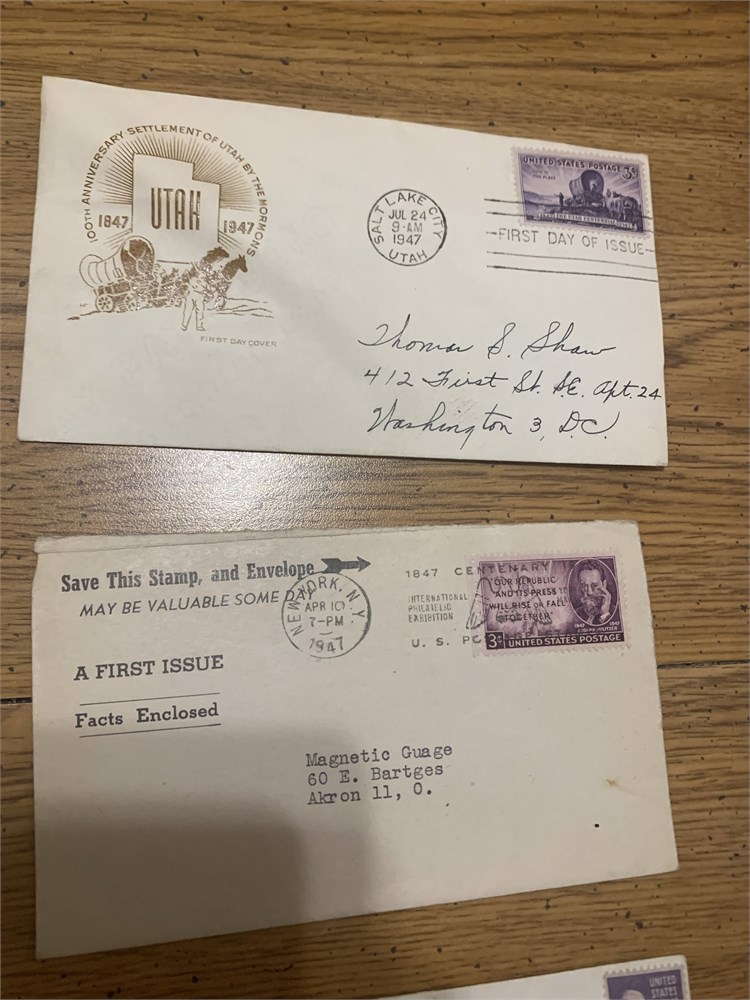 100TH ANNIVERSARY SETTLEMENT OF UTAH BY THE MORMONS
UTAH
1847 1947
FIRST DAY COVER
SALT LAKE CITY
JUL 24
9-AM
1947
UTAH
UNITED STATES POSTAGE 3¢
FIRST DAY OF ISSUE
Thomas S. Shaw
412 First St. S.E. Apt. 24
Washington 3, D.C.
Save This Stamp, and Envelope
MAY BE VALUABLE SOME DAY
A FIRST ISSUE
Facts Enclosed
NEW YORK, N.Y.
APR 10
7-PM
1947
1847 CENTENARY
INTERNATIONAL
PHILATELIC
EXHIBITION
U. S. PO
"OUR REPUBLIC
AND ITS PRESS
WILL RISE OR FALL
TOGETHER"
1847 1947
JOSEPH PULITZER
3¢ UNITED STATES POSTAGE
Magnetic Guage
60 E. Bartges
Akron 11, O.
UNITED
STATES